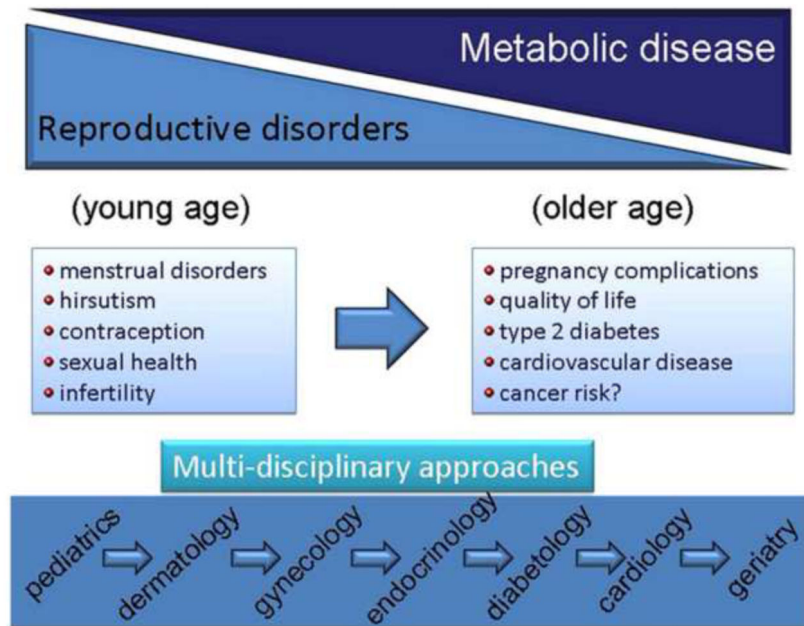 Metabolic disease
Reproductive disorders
(young age)
(older age)
menstrual disorders
hirsutism
contraception
sexual health
infertility
pregnancy complications
quality of life
type 2 diabetes
cardiovascular disease
cancer risk?
Multi-disciplinary approaches
pediatrics
dermatology
gynecology
endocrinology
diabetology
cardiology
geriatry